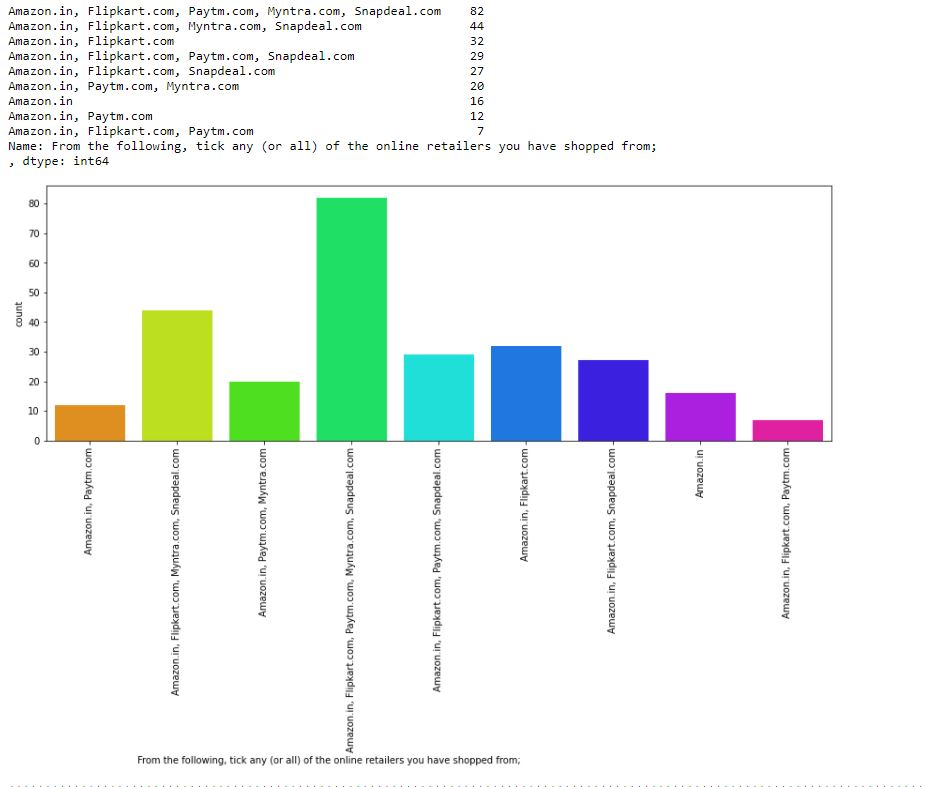 Amazon.in, Flipkart.com, Paytm.com, Myntra.com, Snapdeal.com    82
Amazon.in, Flipkart.com, Myntra.com, Snapdeal.com    44
Amazon.in, Flipkart.com    32
Amazon.in, Flipkart.com, Paytm.com, Snapdeal.com    29
Amazon.in, Flipkart.com, Snapdeal.com    27
Amazon.in, Paytm.com, Myntra.com    20
Amazon.in    16
Amazon.in, Paytm.com    12
Amazon.in, Flipkart.com, Paytm.com    7
Name: From the following, tick any (or all) of the online retailers you have shopped from;
, dtype: int64
80
70
60
50
40
30
20
10
0
count
Amazon.in, Paytm.com
Amazon.in, Flipkart.com, Myntra.com, Snapdeal.com
Amazon.in, Paytm.com, Myntra.com
Amazon.in, Flipkart.com, Paytm.com, Myntra.com, Snapdeal.com
Amazon.in, Flipkart.com, Paytm.com, Snapdeal.com
Amazon.in, Flipkart.com
Amazon.in, Flipkart.com, Snapdeal.com
Amazon.in
Amazon.in, Flipkart.com, Paytm.com
From the following, tick any (or all) of the online retailers you have shopped from;